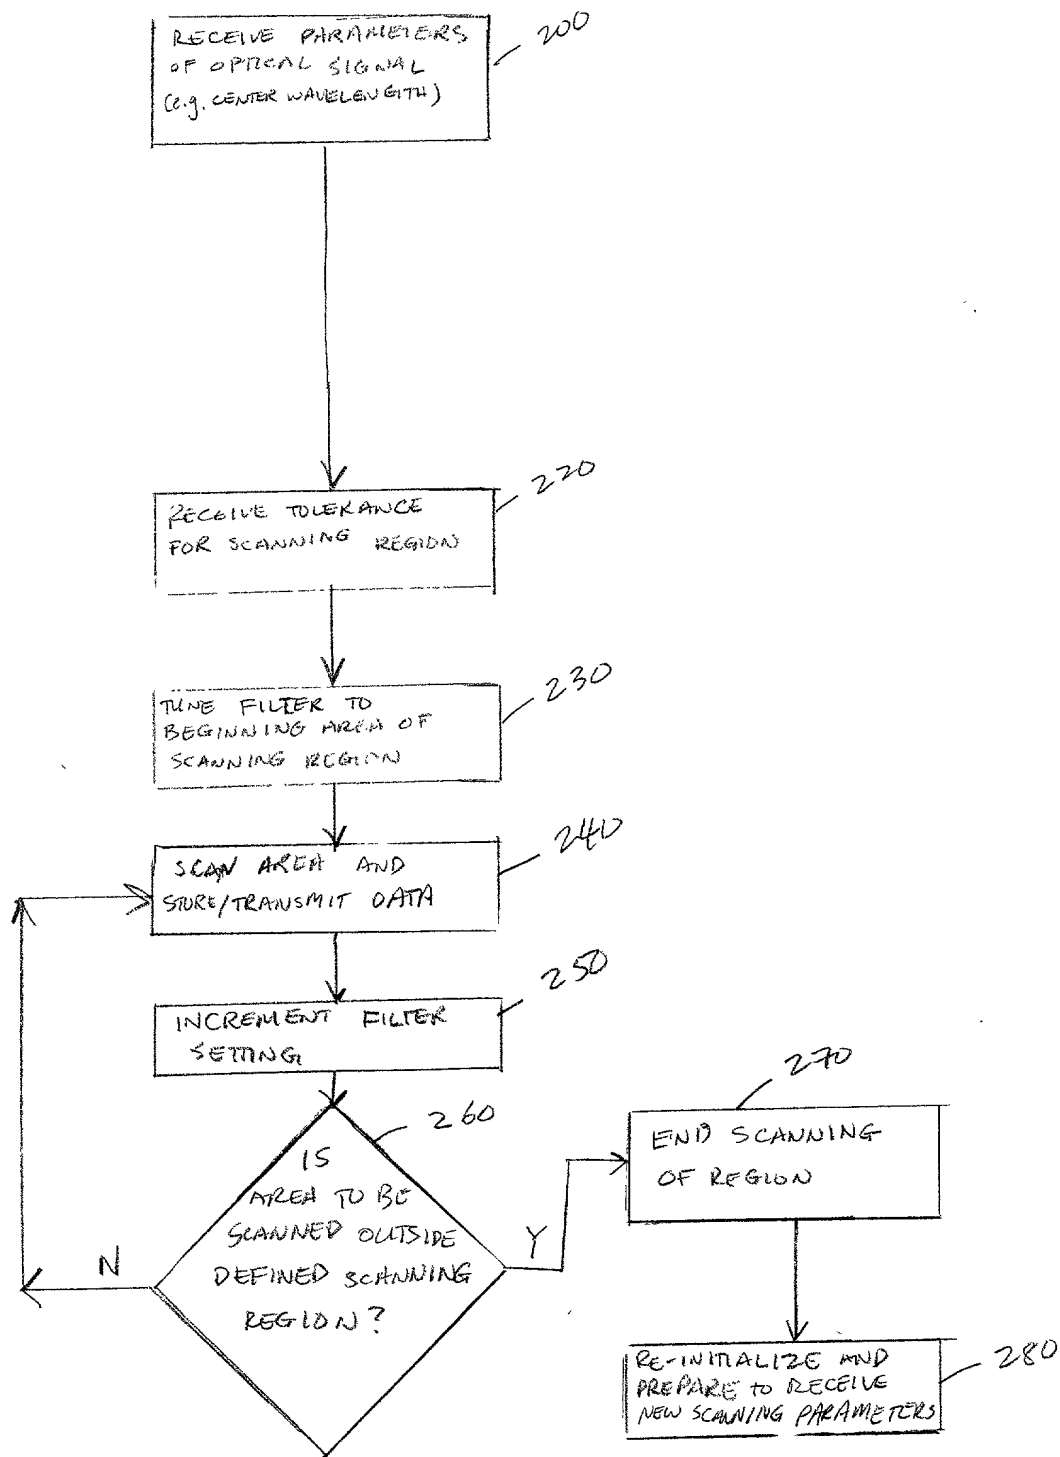 RECEIVE PARAMETERS
OF OPTICAL SIGNAL
(e.g. CENTER WAVELENGTH)
200
RECEIVE TOLERANCE
FOR SCANNING REGION
220
TUNE FILTER TO
BEGINNING AREA OF
SCANNING REGION
230
SCAN AREA AND
STORE/TRANSMIT DATA
240
INCREMENT FILTER
SETTING
250
260
IS
AREA TO BE
SCANNED OUTSIDE
DEFINED SCANNING
REGION?
N
Y
270
END SCANNING
OF REGION
RE-INITIALIZE AND
PREPARE TO RECEIVE
NEW SCANNING PARAMETERS
280